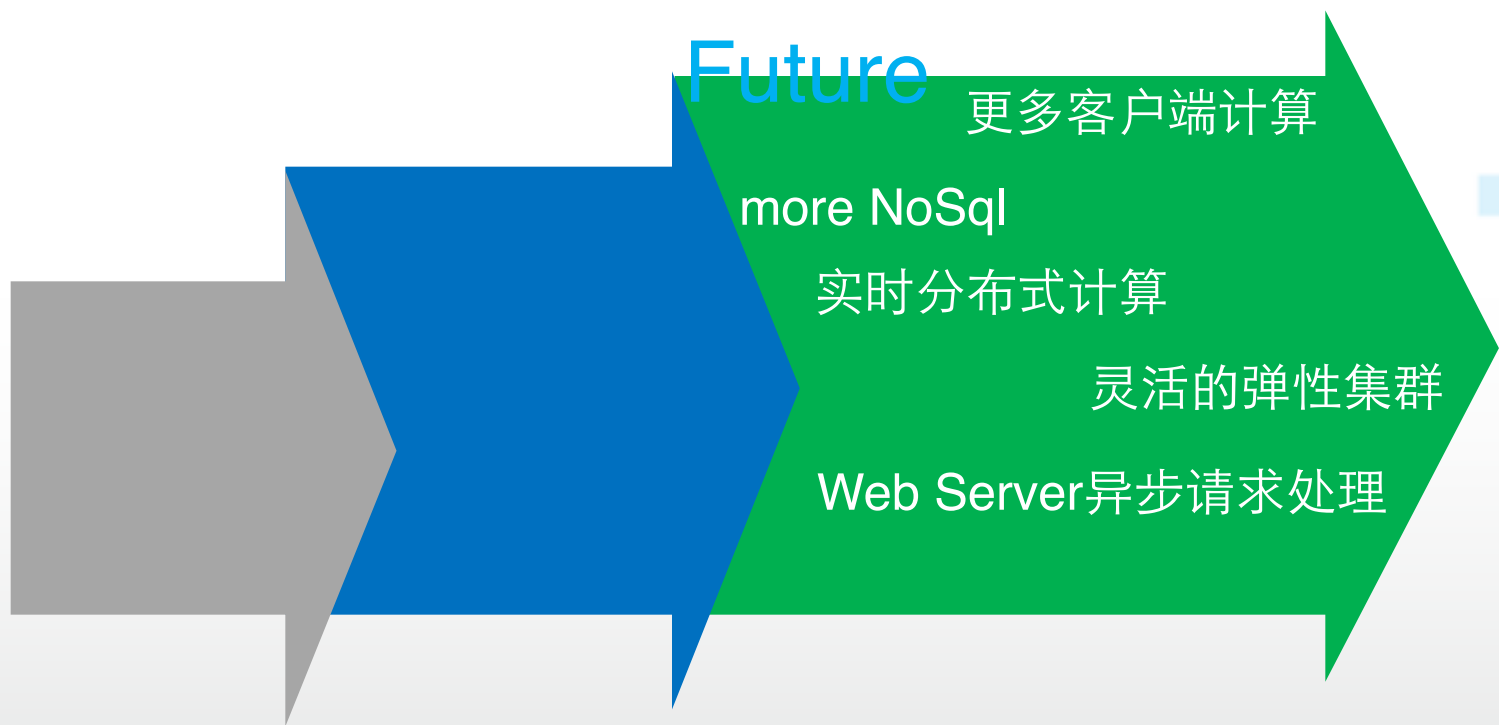 Future
更多客户端计算
more NoSql
实时分布式计算
灵活的弹性集群
Web Server异步请求处理